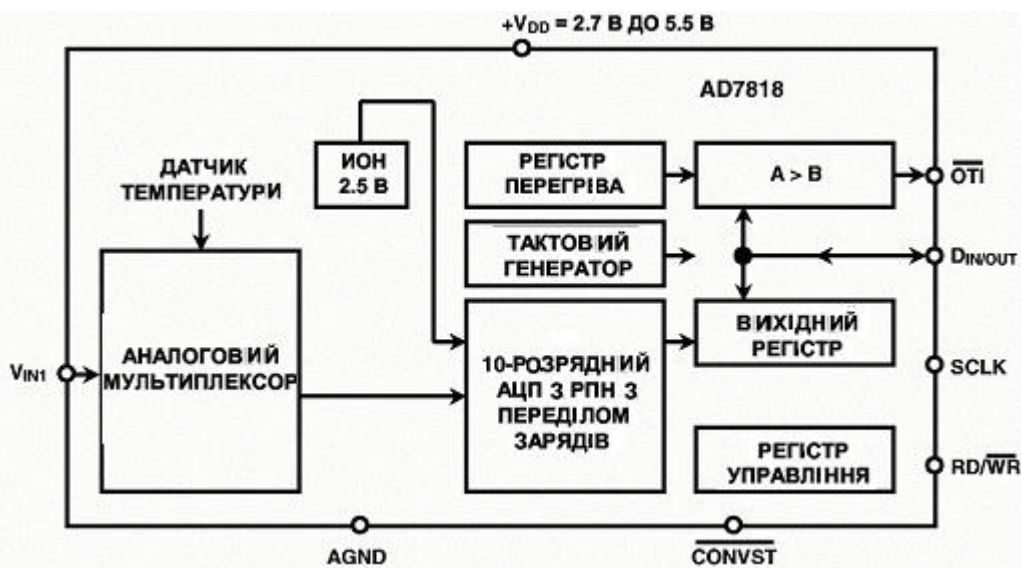 +VDD = 2.7 В ДО 5.5 В
AD7818
ДАТЧИК
ТЕМПЕРАТУРИ
ИОН
2.5 В
РЕГІСТР
ПЕРЕГРІВА
A > B
OTI
ТАКТОВИЙ
ГЕНЕРАТОР
DIN/OUT
АНАЛОГОВИЙ
МУЛЬТИПЛЕКСОР
VIN1
10-РОЗРЯДНИЙ
АЦП З РПН З
ПЕРЕДІЛОМ
ЗАРЯДІВ
ВИХІДНИЙ
РЕГІСТР
SCLK
РЕГІСТР
УПРАВЛІННЯ
RD/WR
AGND
CONVST